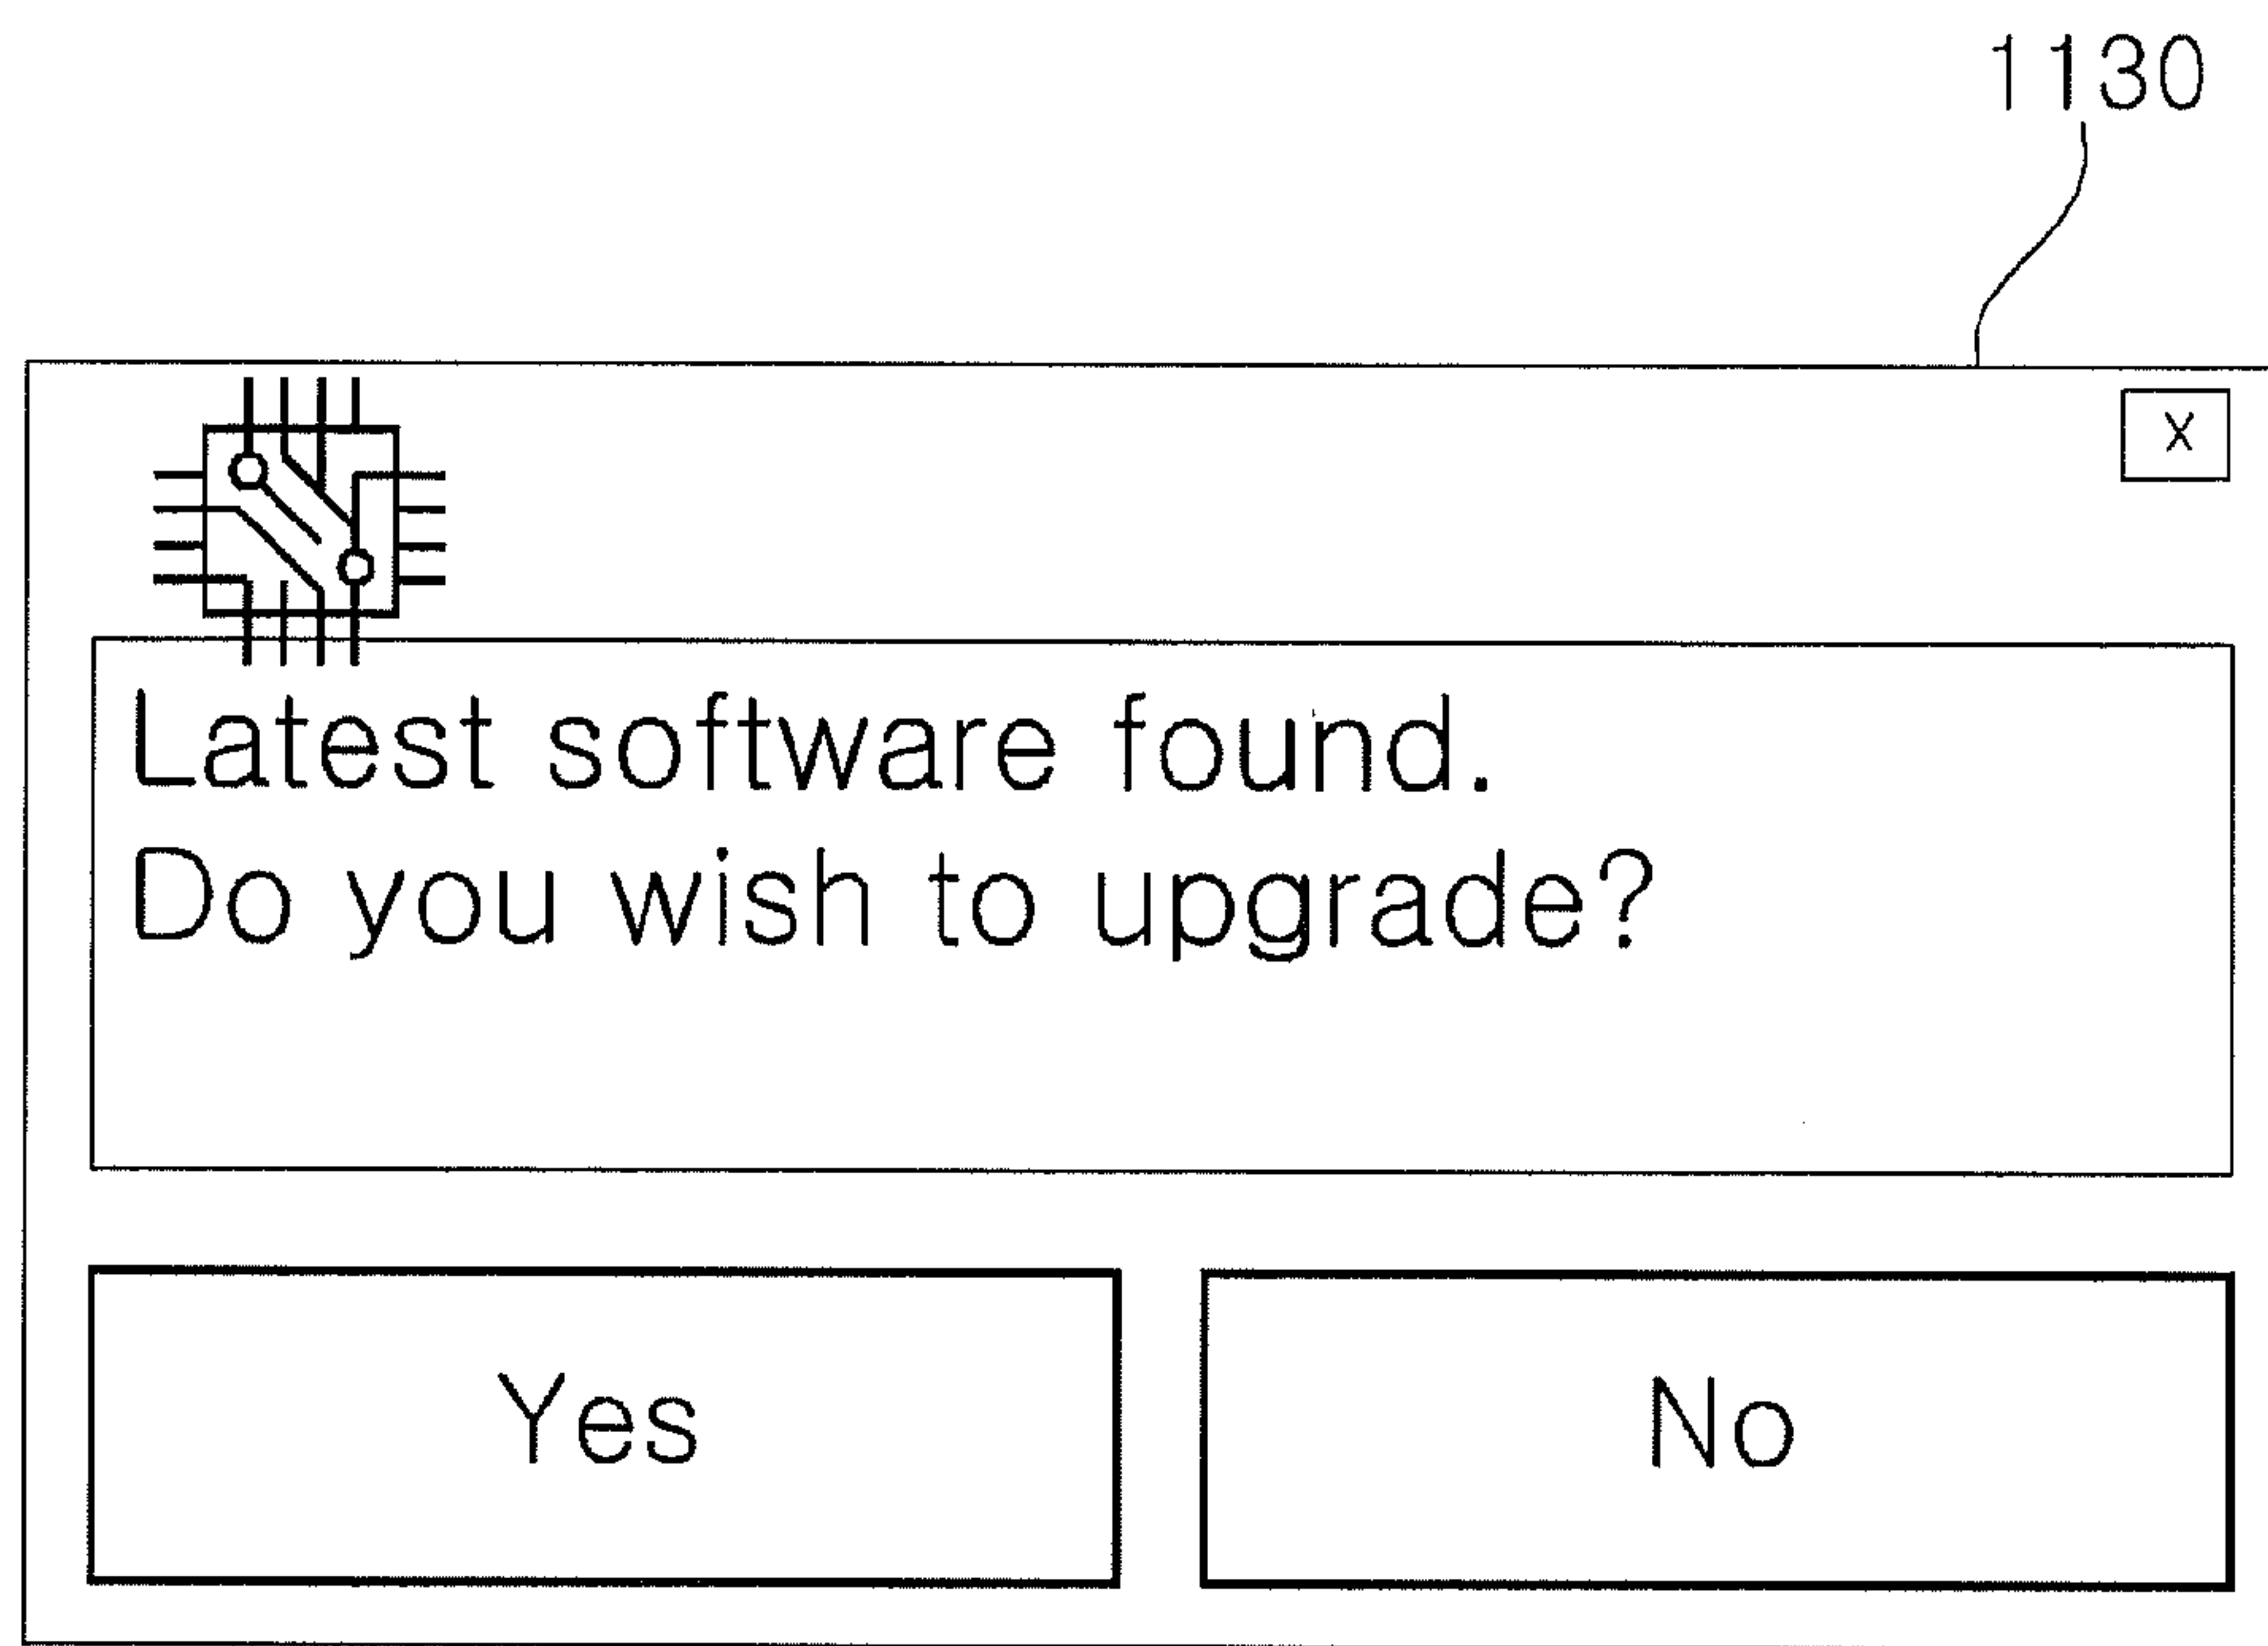 1130
X
Latest software found.
Do you wish to upgrade?
Yes
No